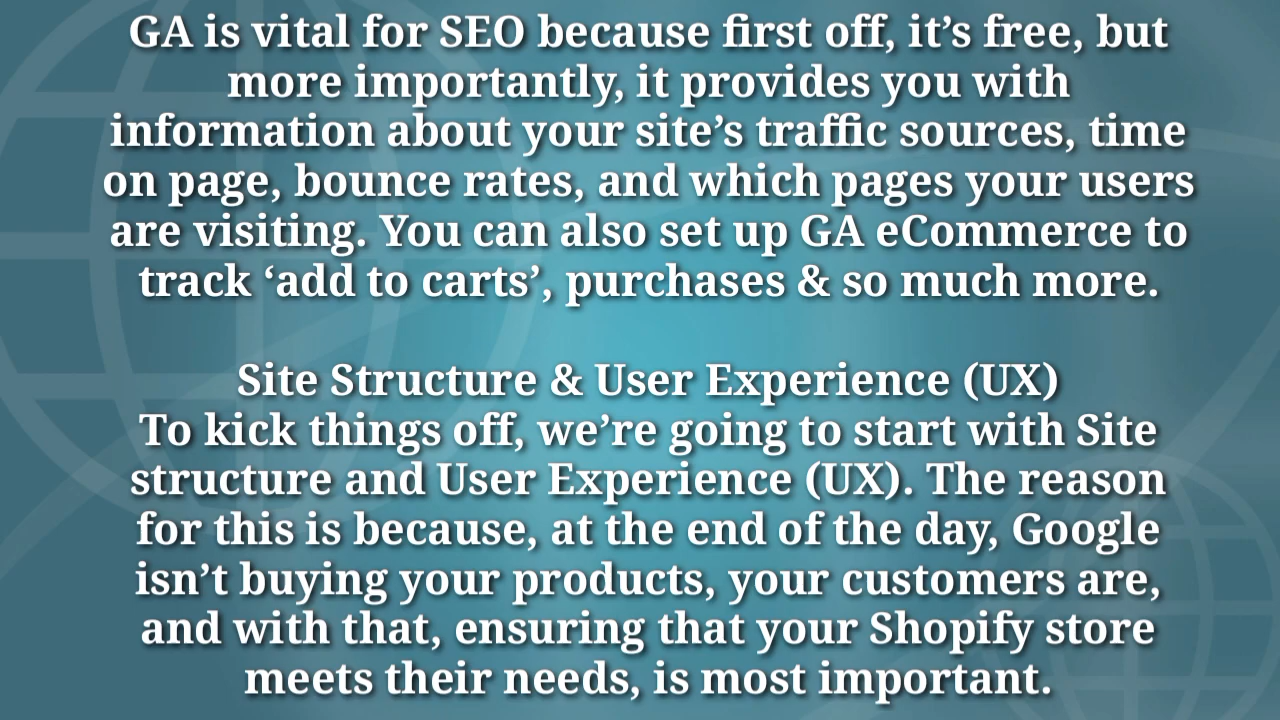 GA is vital for SEO because first off, it’s free, but
more importantly, it provides you with
information about your site’s traffic sources, time
on page, bounce rates, and which pages your users
are visiting. You can also set up GA eCommerce to
track ‘add to carts’, purchases & so much more.
Site Structure & User Experience (UX)
To kick things off, we’re going to start with Site
structure and User Experience (UX). The reason
for this is because, at the end of the day, Google
isn’t buying your products, your customers are,
and with that, ensuring that your Shopify store
meets their needs, is most important.